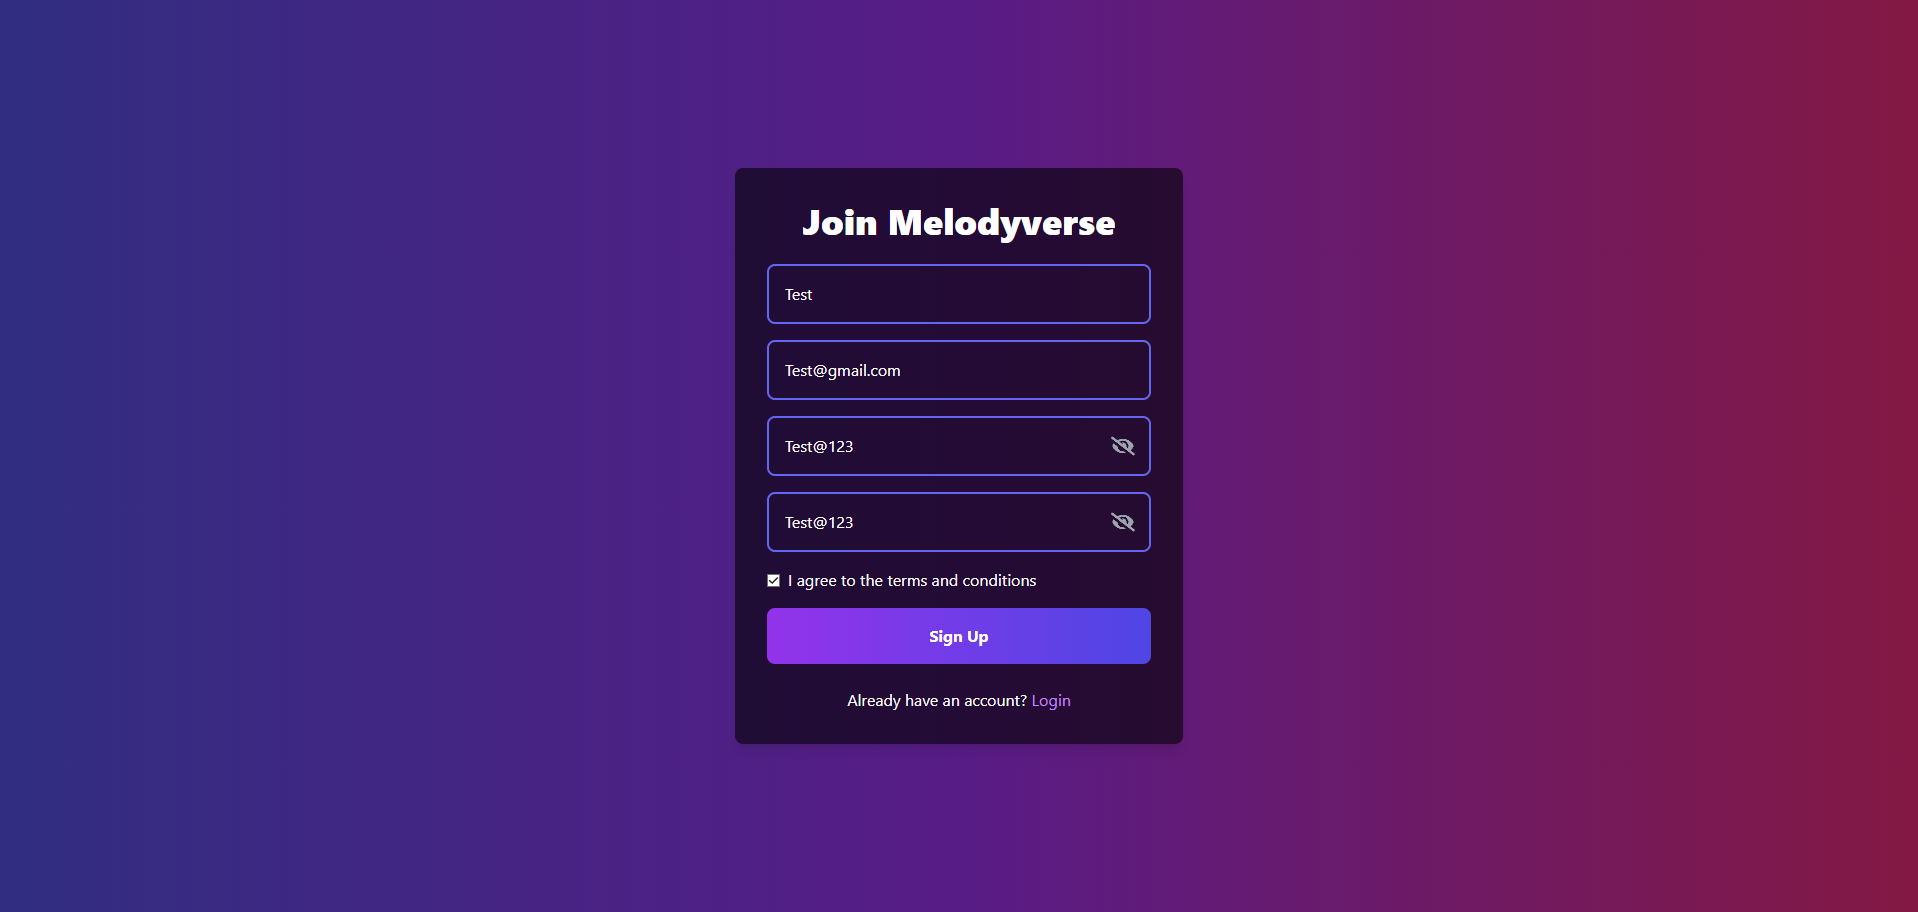 Join Melodyverse
Test
Test@gmail.com
Test@123
Test@123
I agree to the terms and conditions
Sign Up
Already have an account? Login